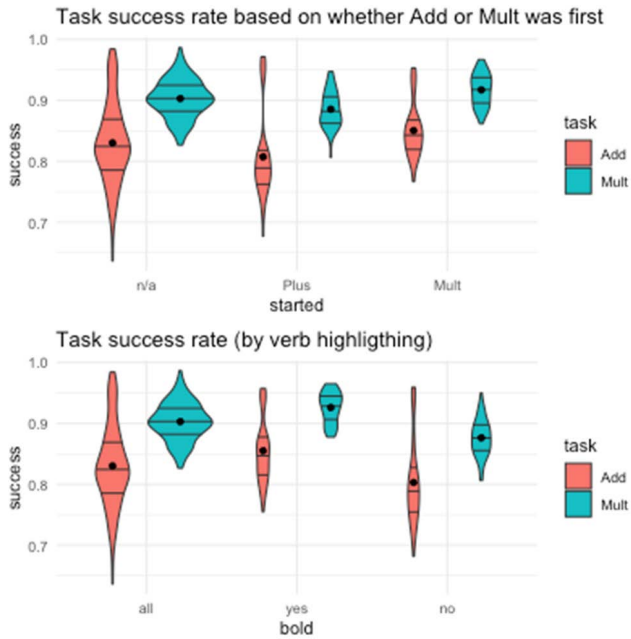 Task success rate based on whether Add or Mult was first
1.0
0.9
0.8
0.7
success
n/a Plus Mult
started
task
Add
Mult
Task success rate (by verb highligthing)
1.0
0.9
0.8
0.7
success
all yes no
bold
task
Add
Mult